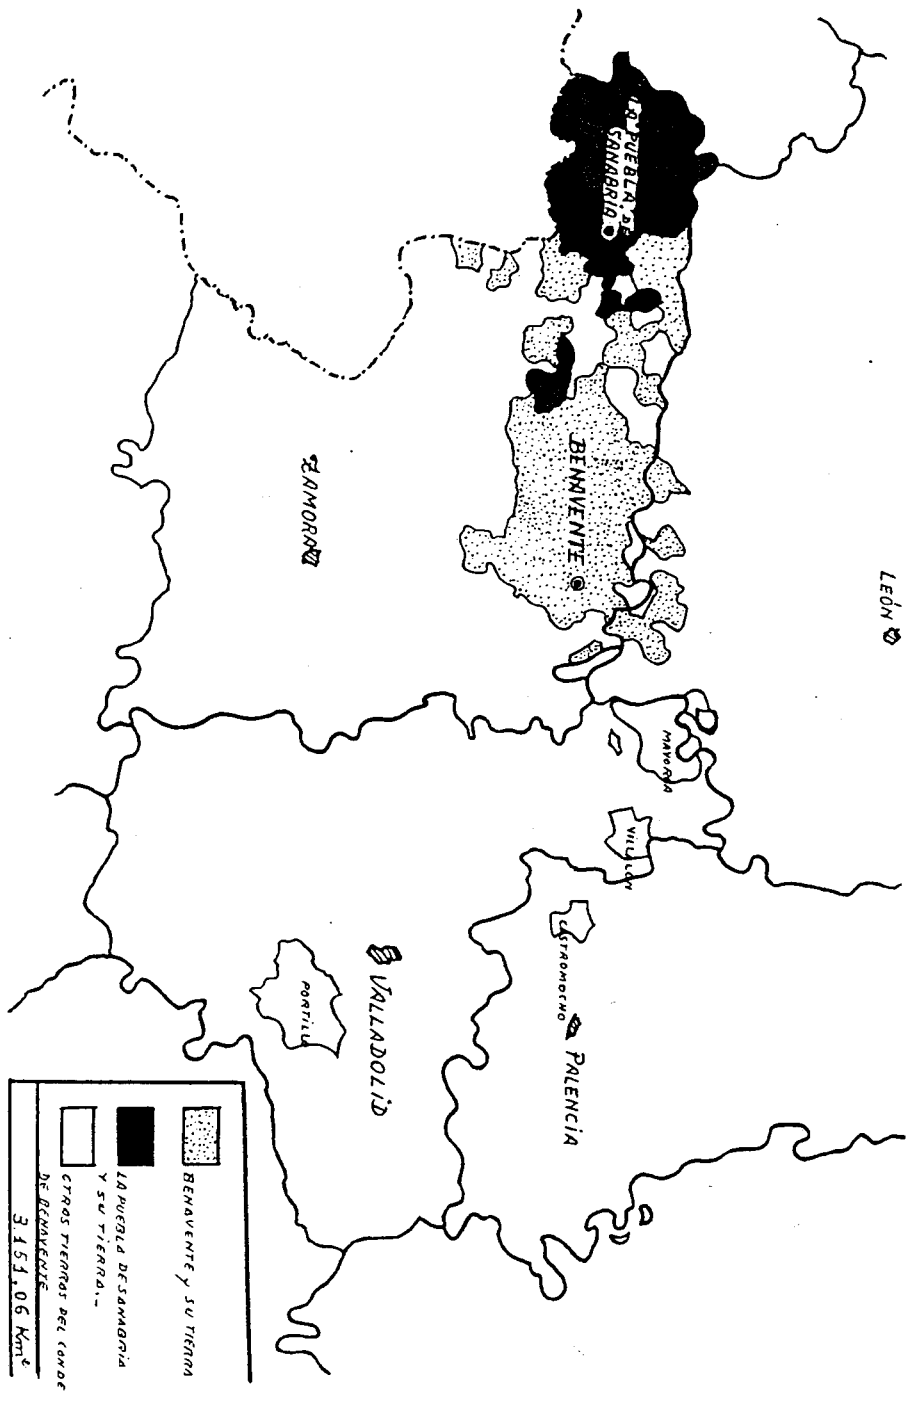 LEÓN
LA PUEBLA DE
SANABRIA
BENAVENTE
MAYORGA
VILLALON
CASTROMOCHO
PALENCIA
ZAMORA
VALLADOLID
PORTILLO
BENAVENTE y SU TIERRA
LA PUEBLA DE SANABRIA
Y SU TIERRA.-
OTROS TIERRAS DEL CONDE
DE BENAVENTE
3.151,06 Km²